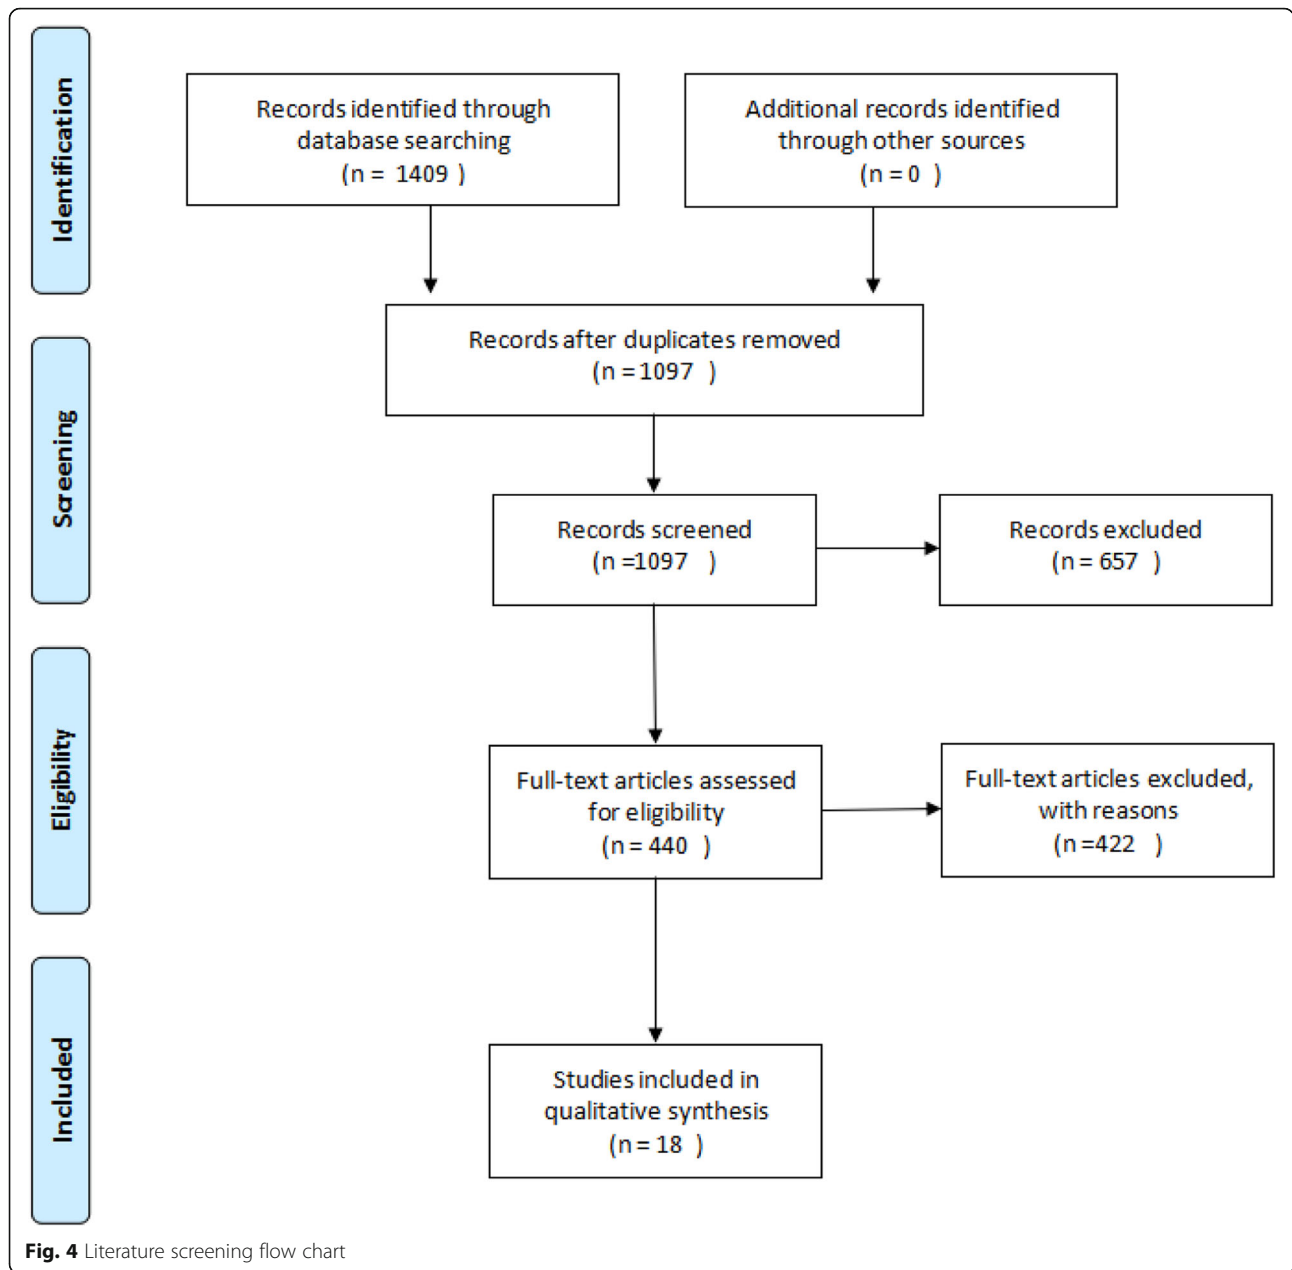 Identification
Records identified through
database searching
(n = 1409 )
Additional records identified
through other sources
(n = 0 )
Records after duplicates removed
(n = 1097 )
Screening
Records screened
(n =1097 )
Records excluded
(n = 657 )
Eligibility
Full-text articles assessed
for eligibility
(n = 440 )
Full-text articles excluded,
with reasons
(n =422 )
Included
Studies included in
qualitative synthesis
(n = 18 )
Fig. 4 Literature screening flow chart